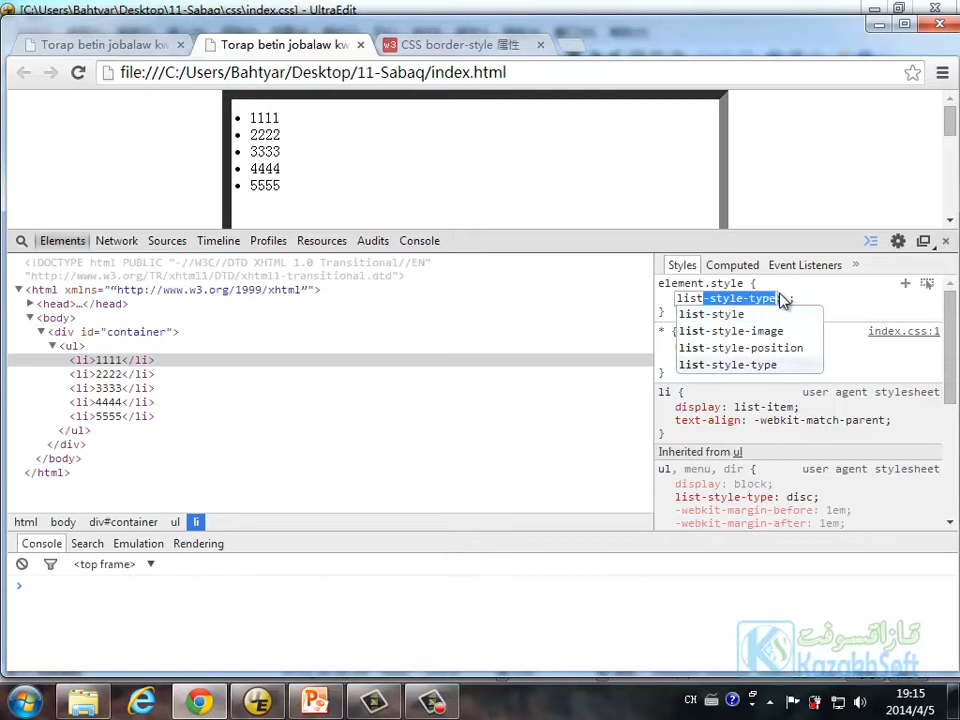 [C:\Users\Bahtyar\Desktop\11-Sabaq\css\index.css] - UltraEdit
Torap betin jobalaw kw
Torap betin jobalaw kw
w3 CSS border-style 属性
file:///C:/Users/Bahtyar/Desktop/11-Sabaq/index.html
1111
2222
3333
4444
5555
Elements Network Sources Timeline Profiles Resources Audits Console
<!DOCTYPE html PUBLIC "-//W3C//DTD XHTML 1.0 Transitional//EN"
"http://www.w3.org/TR/xhtml1/DTD/xhtml1-transitional.dtd">
<html xmlns="http://www.w3.org/1999/xhtml">
<head>…</head>
<body>
<div id="container">
<ul>
<li>1111</li>
<li>2222</li>
<li>3333</li>
<li>4444</li>
<li>5555</li>
</ul>
</div>
</body>
</html>
html body div#container ul li
Styles Computed Event Listeners »
element.style {
list-style-type: ;
}
list-style
list-style-image
list-style-position
list-style-type
* { index.css:1
}
li { user agent stylesheet
display: list-item;
text-align: -webkit-match-parent;
}
Inherited from ul
ul, menu, dir { user agent stylesheet
display: block;
list-style-type: disc;
-webkit-margin-before: 1em;
-webkit-margin-after: 1em;
Console Search Emulation Rendering
<top frame>
>
قازاقسوفت
KazakhSoft
CH
19:15
2014/4/5